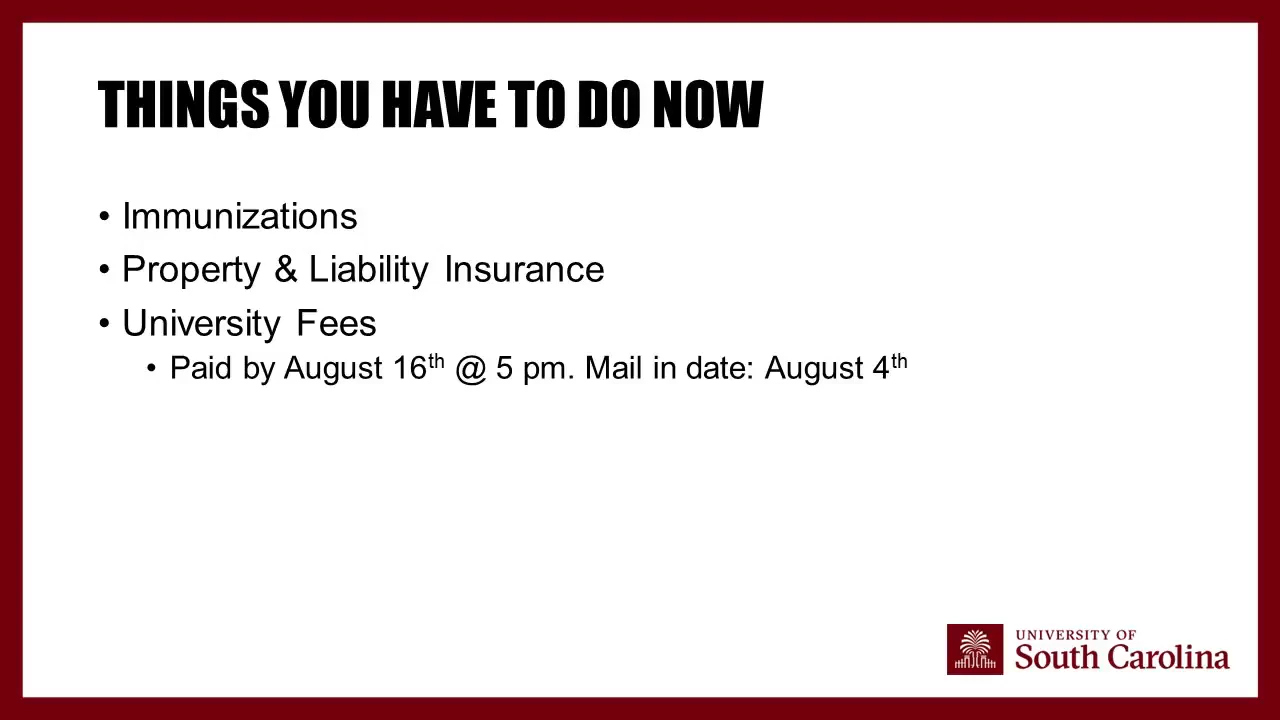 THINGS YOU HAVE TO DO NOW
• Immunizations
• Property & Liability Insurance
• University Fees
• Paid by August 16th @ 5 pm. Mail in date: August 4th
UNIVERSITY OF
South Carolina